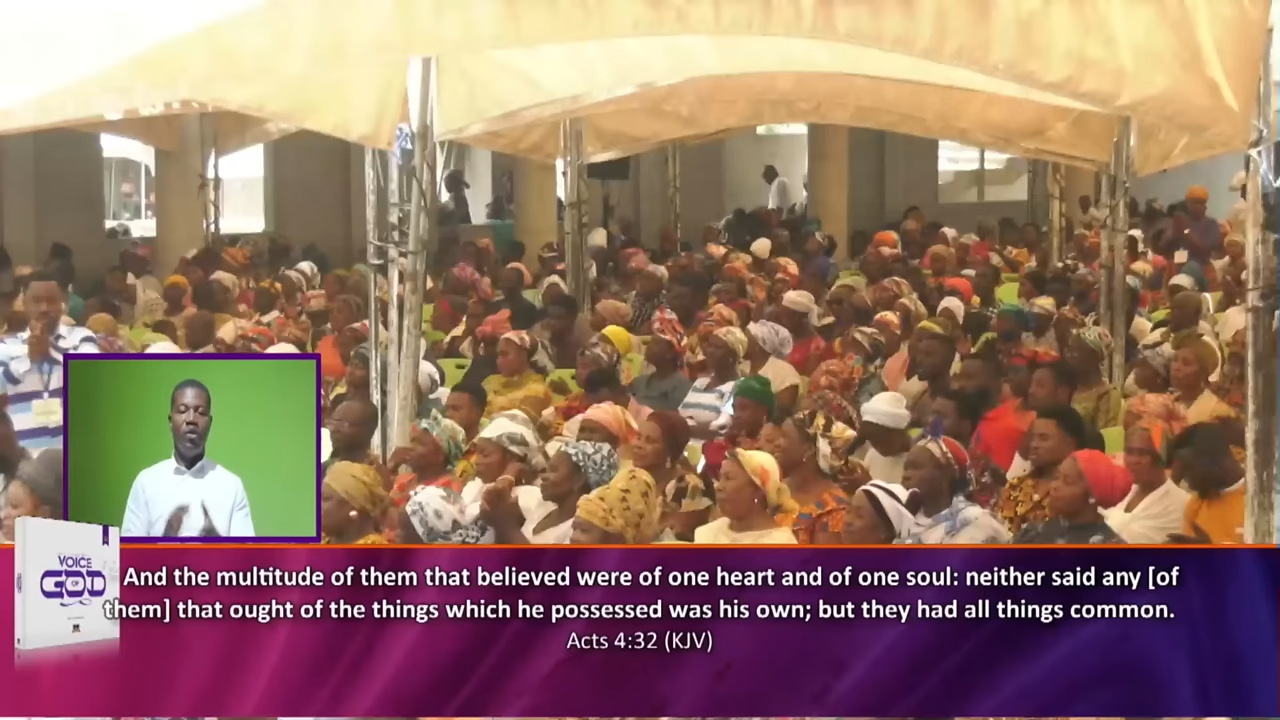 VOICE
OF
GOD
And the multitude of them that believed were of one heart and of one soul: neither said any [of
them] that ought of the things which he possessed was his own; but they had all things common.
Acts 4:32 (KJV)